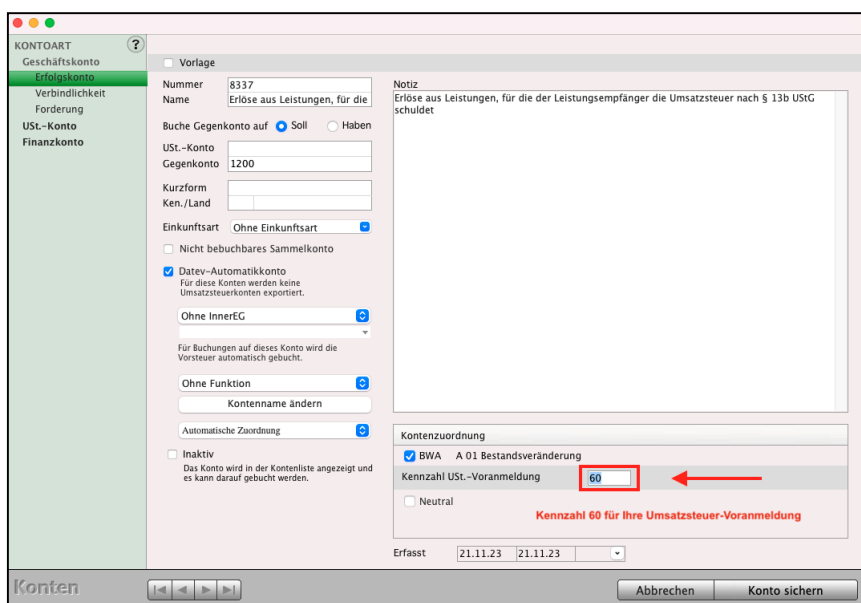 KONTOART
?
Geschäftskonto
Erfolgskonto
Verbindlichkeit
Forderung
USt.-Konto
Finanzkonto
Vorlage
Nummer 8337
Name Erlöse aus Leistungen, für die
Buche Gegenkonto auf Soll Haben
USt.-Konto
Gegenkonto 1200
Kurzform
Ken./Land
Einkunftsart Ohne Einkunftsart
Nicht bebuchbares Sammelkonto
Datev-Automatikkonto
Für diese Konten werden keine
Umsatzsteuerkonten exportiert.
Ohne InnerEG
Für Buchungen auf dieses Konto wird die
Vorsteuer automatisch gebucht.
Ohne Funktion
Kontenname ändern
Automatische Zuordnung
Inaktiv
Das Konto wird in der Kontenliste angezeigt und
es kann darauf gebucht werden.
Notiz
Erlöse aus Leistungen, für die der Leistungsempfänger die Umsatzsteuer nach § 13b UStG
schuldet
Kontenzuordnung
BWA A 01 Bestandsveränderung
Kennzahl USt.-Voranmeldung 60
Neutral
Kennzahl 60 für Ihre Umsatzsteuer-Voranmeldung
Erfasst 21.11.23 21.11.23
Konten
Abbrechen Konto sichern